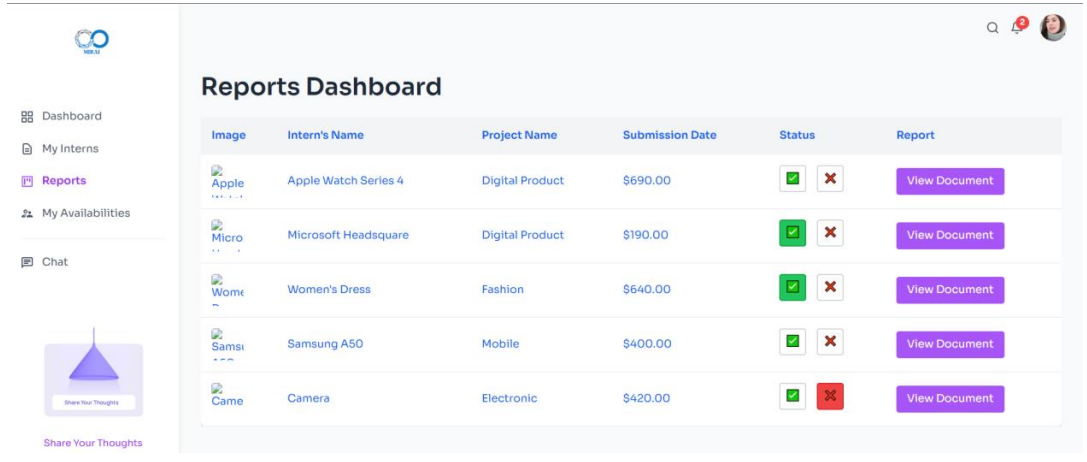 2
Reports Dashboard
Dashboard
My Interns
Reports
My Availabilities
Chat
Share Your Thoughts
Share Your Thoughts
Image Intern's Name Project Name Submission Date Status Report
Apple Apple Watch Series 4 Digital Product $690.00 View Document
Micro Microsoft Headsquare Digital Product $190.00 View Document
Wome Women's Dress Fashion $640.00 View Document
Samsu Samsung A50 Mobile $400.00 View Document
Came Camera Electronic $420.00 View Document